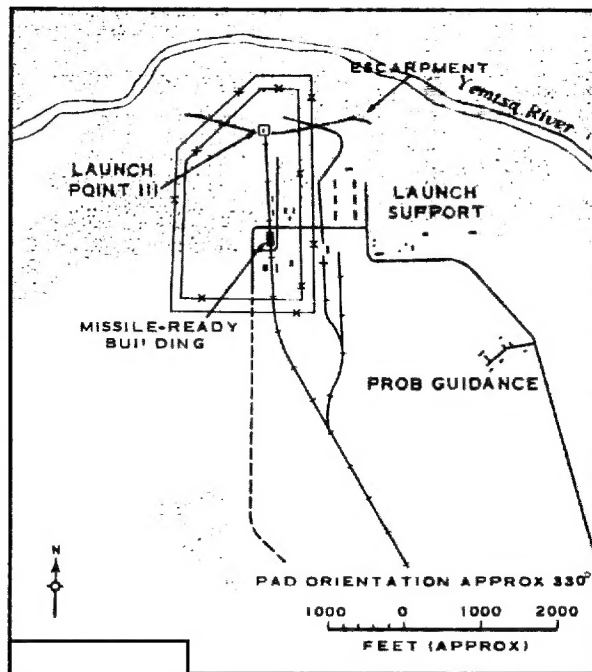 ESCARPMENT
Yemtsa River
LAUNCH
POINT III
LAUNCH
SUPPORT
MISSILE-READY
BUILDING
PROB GUIDANCE
N
PAD ORIENTATION APPROX 330°
1000 0 1000 2000
FEET (APPROX)